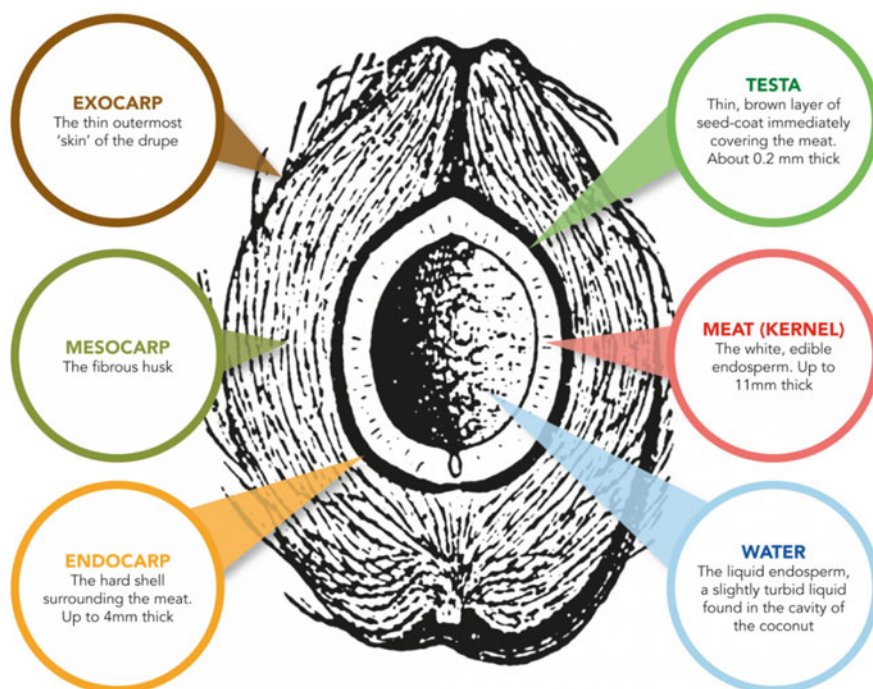 EXOCARP
The thin outermost
‘skin’ of the drupe
TESTA
Thin, brown layer of
seed-coat immediately
covering the meat.
About 0.2 mm thick
MESOCARP
The fibrous husk
MEAT (KERNEL)
The white, edible
endosperm. Up to
11mm thick
ENDOCARP
The hard shell
surrounding the meat.
Up to 4mm thick
WATER
The liquid endosperm,
a slightly turbid liquid
found in the cavity of
the coconut